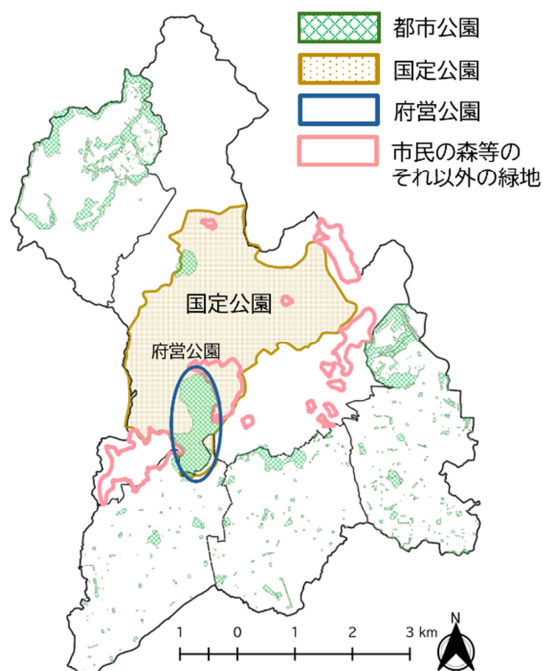 都市公園
国定公園
府営公園
市民の森等の
それ以外の緑地
国定公園
府営公園
1 0 1 2 3 km
N